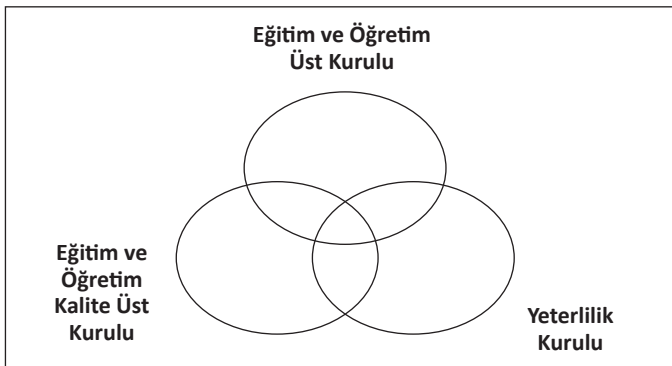 Eğitim ve Öğretim
Üst Kurulu
Eğitim ve
Öğretim
Kalite Üst
Kurulu
Yeterlilik
Kurulu